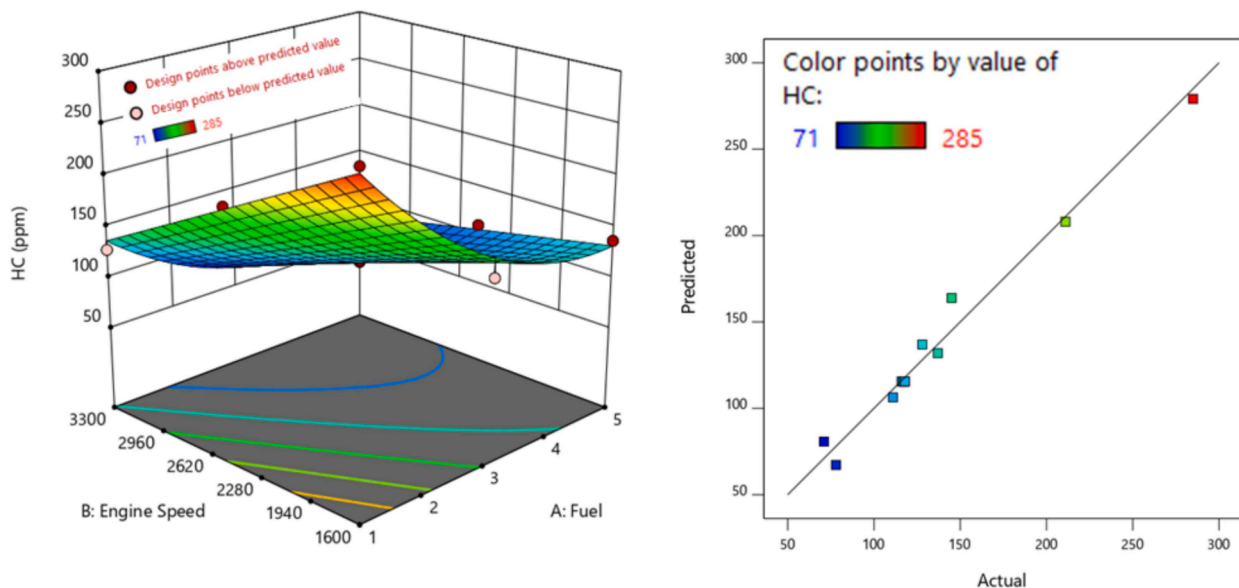 300
250
200
150
100
50
HC (ppm)
Design points above predicted value
Design points below predicted value
71 285
3300
2960
2620
2280
1940
1600
B: Engine Speed
1
2
3
4
5
A: Fuel
Color points by value of
HC:
71 285
300
250
200
150
100
50
Predicted
50 100 150 200 250 300
Actual